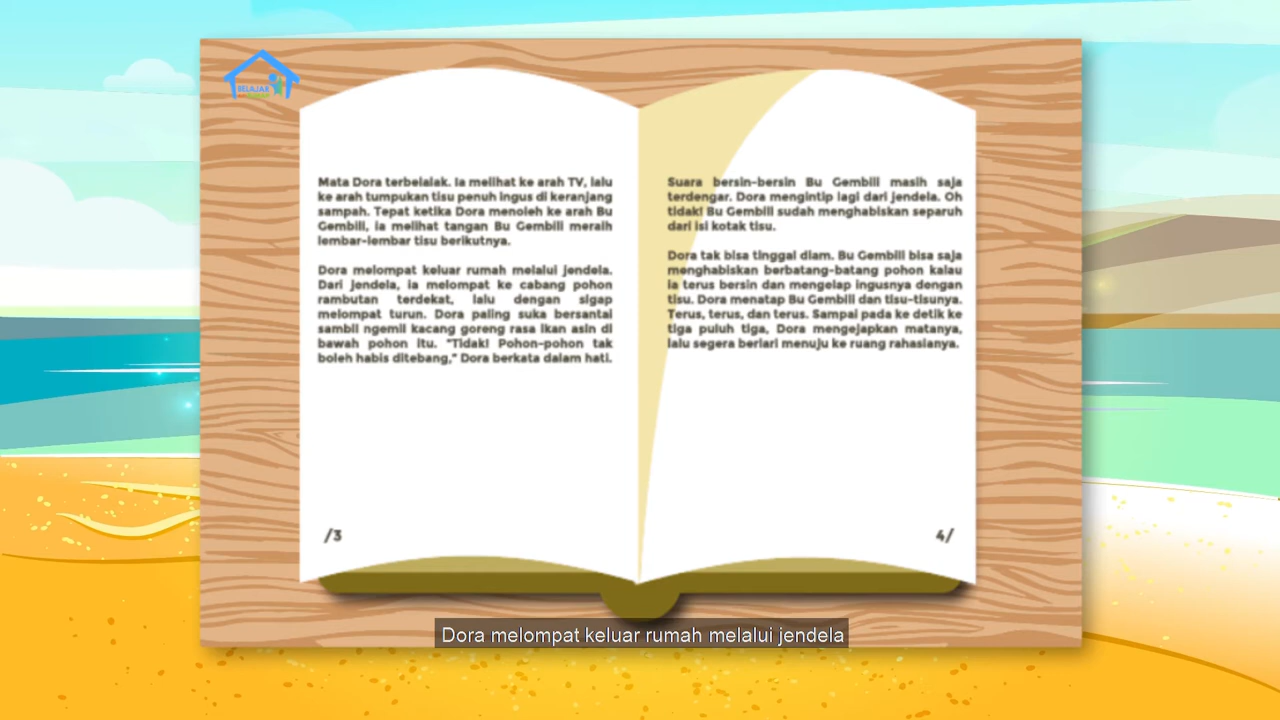 BELAJAR
Mata Dora terbelalak. Ia melihat ke arah TV, lalu
ke arah tumpukan tisu penuh ingus di keranjang
sampah. Tepat ketika Dora menoleh ke arah Bu
Gembili, ia melihat tangan Bu Gembili meraih
lembar-lembar tisu berikutnya.
Dora melompat keluar rumah melalui jendela.
Dari jendela, ia melompat ke cabang pohon
rambutan terdekat, lalu dengan sigap
melompat turun. Dora paling suka bersantai
sambil ngemil kacang goreng rasa ikan asin di
bawah pohon itu. "Tidak! Pohon-pohon tak
boleh habis ditebang," Dora berkata dalam hati.
/3
Suara bersin-bersin Bu Gembili masih saja
terdengar. Dora mengintip lagi dari jendela. Oh
tidak! Bu Gembili sudah menghabiskan separuh
dari isi kotak tisu.
Dora tak bisa tinggal diam. Bu Gembili bisa saja
menghabiskan berbatang-batang pohon kalau
ia terus bersin dan mengelap ingusnya dengan
tisu. Dora menatap Bu Gembili dan tisu-tisunya.
Terus, terus, dan terus. Sampai pada ke detik ke
tiga puluh tiga, Dora mengejapkan matanya,
lalu segera berlari menuju ke ruang rahasianya.
4/
Dora melompat keluar rumah melalui jendela